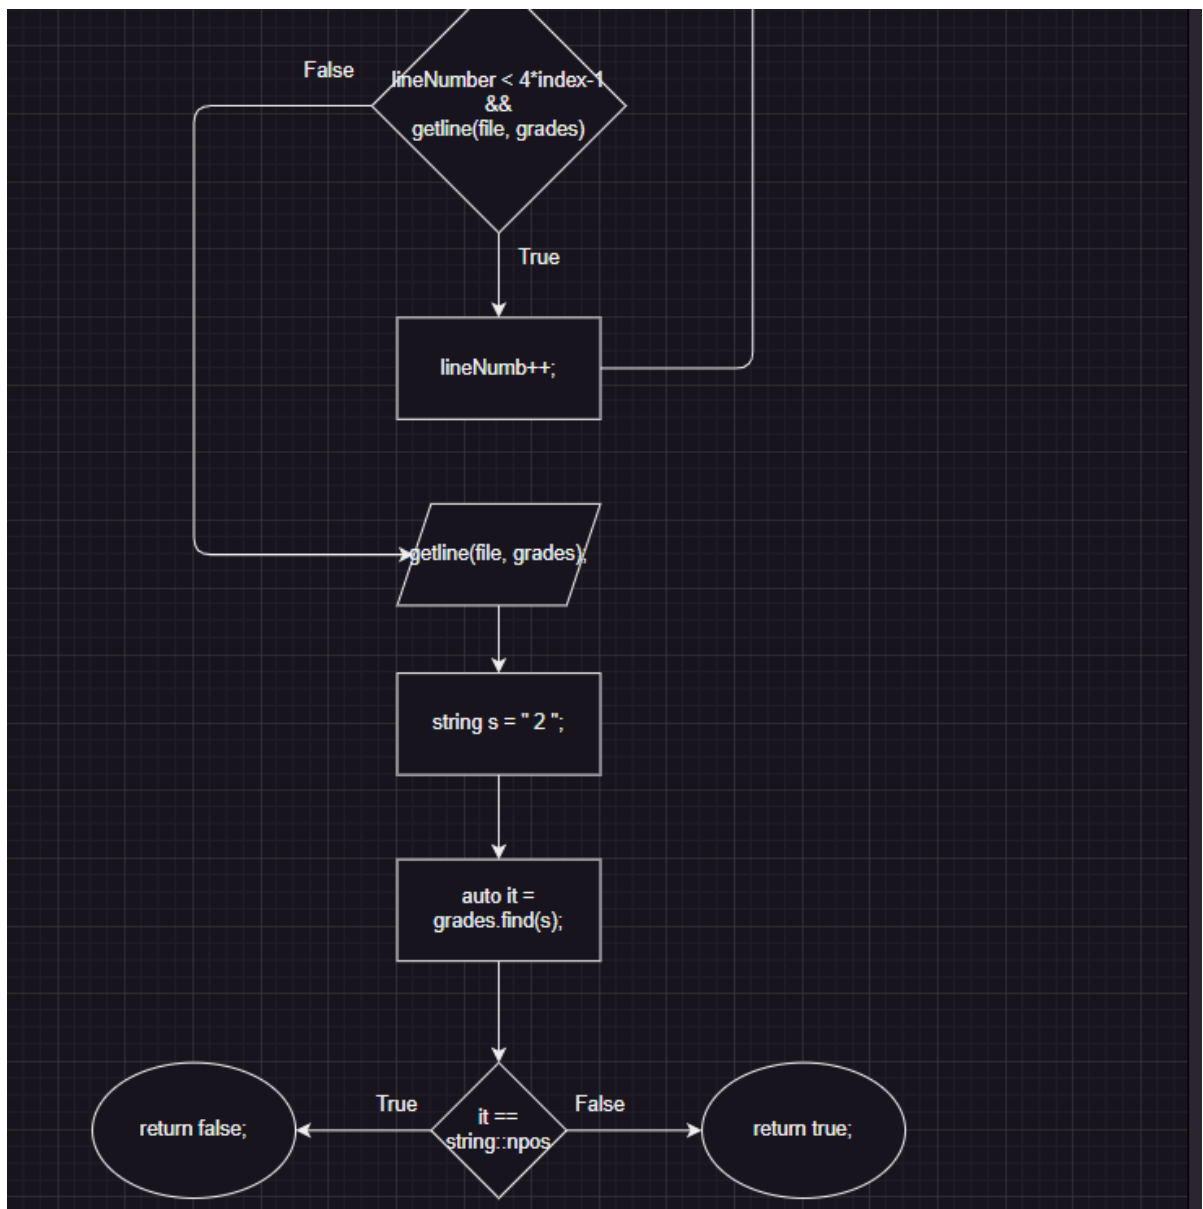 False
lineNumber < 4*index-1
&&
getline(file, grades)
True
lineNumb++;
getline(file, grades);
string s = " 2 ";
auto it =
grades.find(s);
True
it ==
string::npos
False
return false;
return true;